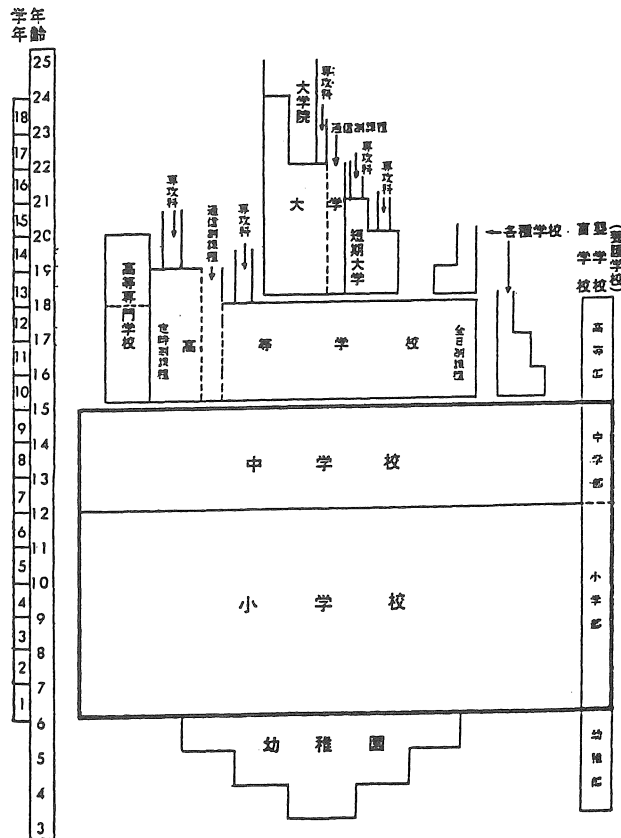 学年
年齢
25
24
23
22
21
20
19
18
17
16
15
14
13
12
11
10
9
8
7
6
5
4
3
18
17
16
15
14
13
12
11
10
9
8
7
6
5
4
3
2
1
大学院
専攻科
通信制課程
専攻科
専攻科
大学
短期大学
専攻科
通信制課程
専攻科
高等専門学校
定時制課程
高等学校
全日制課程
各種学校
盲学校
聾学校
(養護学校)
高等部
中学部
小学部
幼稚部
中学校
小学校
幼稚園